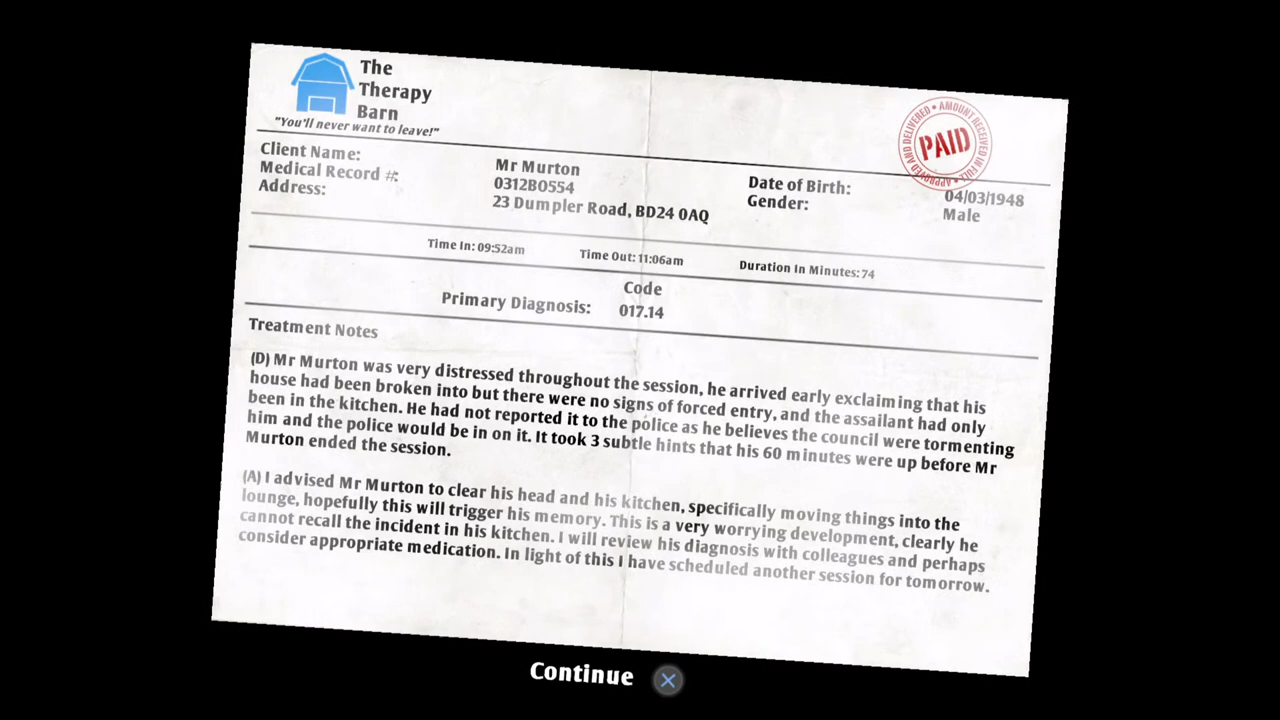 The
Therapy
Barn
"You'll never want to leave!"
APPROVED AND DELIVERED • AMOUNT RECEIVED IN FULL •
PAID
Client Name: Mr Murton Date of Birth: 04/03/1948
Medical Record #: 0312B0554 Gender: Male
Address: 23 Dumpler Road, BD24 0AQ
Time In: 09:52am Time Out: 11:06am Duration In Minutes: 74
Code
Primary Diagnosis: 017.14
Treatment Notes
(D) Mr Murton was very distressed throughout the session, he arrived early exclaiming that his
house had been broken into but there were no signs of forced entry, and the assailant had only
been in the kitchen. He had not reported it to the police as he believes the council were tormenting
him and the police would be in on it. It took 3 subtle hints that his 60 minutes were up before Mr
Murton ended the session.
(A) I advised Mr Murton to clear his head and his kitchen, specifically moving things into the
lounge, hopefully this will trigger his memory. This is a very worrying development, clearly he
cannot recall the incident in his kitchen. I will review his diagnosis with colleagues and perhaps
consider appropriate medication. In light of this I have scheduled another session for tomorrow.
Continue